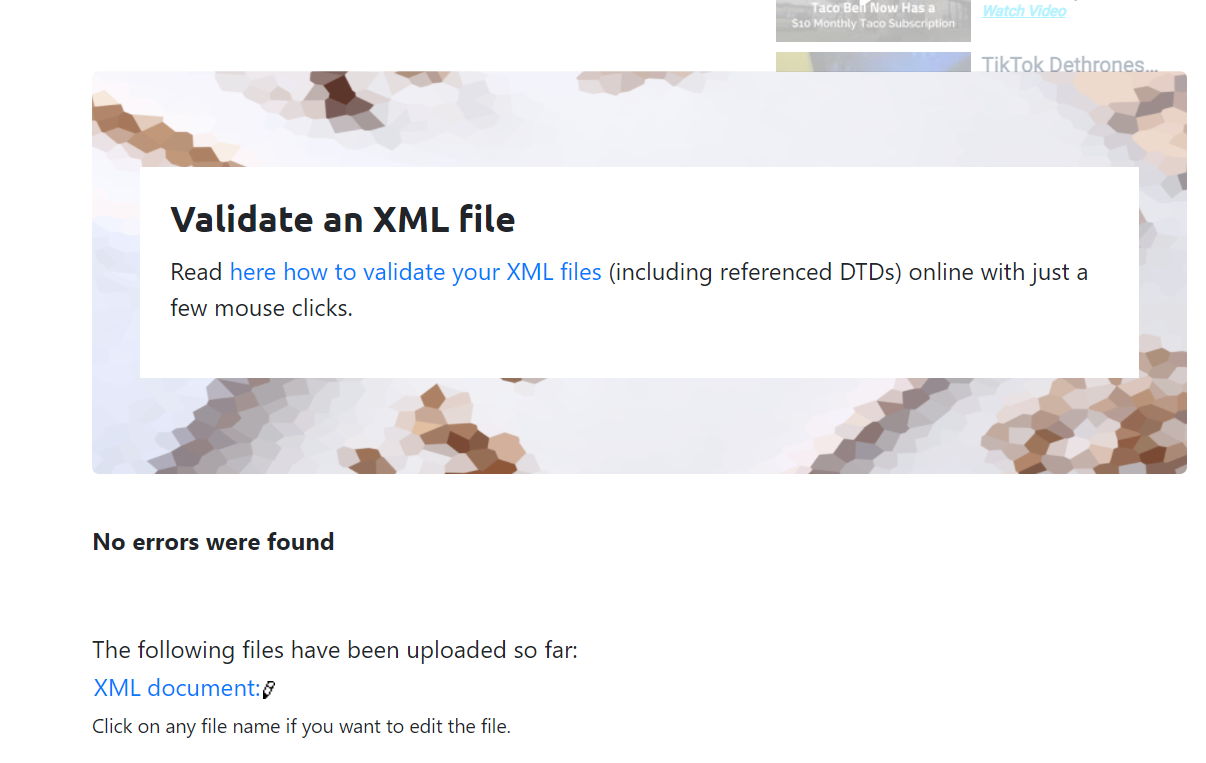 Taco Bell Now Has a
$10 Monthly Taco Subscription
Watch Video
TikTok Dethrones...
Validate an XML file
Read here how to validate your XML files (including referenced DTDs) online with just a
few mouse clicks.
No errors were found
The following files have been uploaded so far:
XML document:
Click on any file name if you want to edit the file.